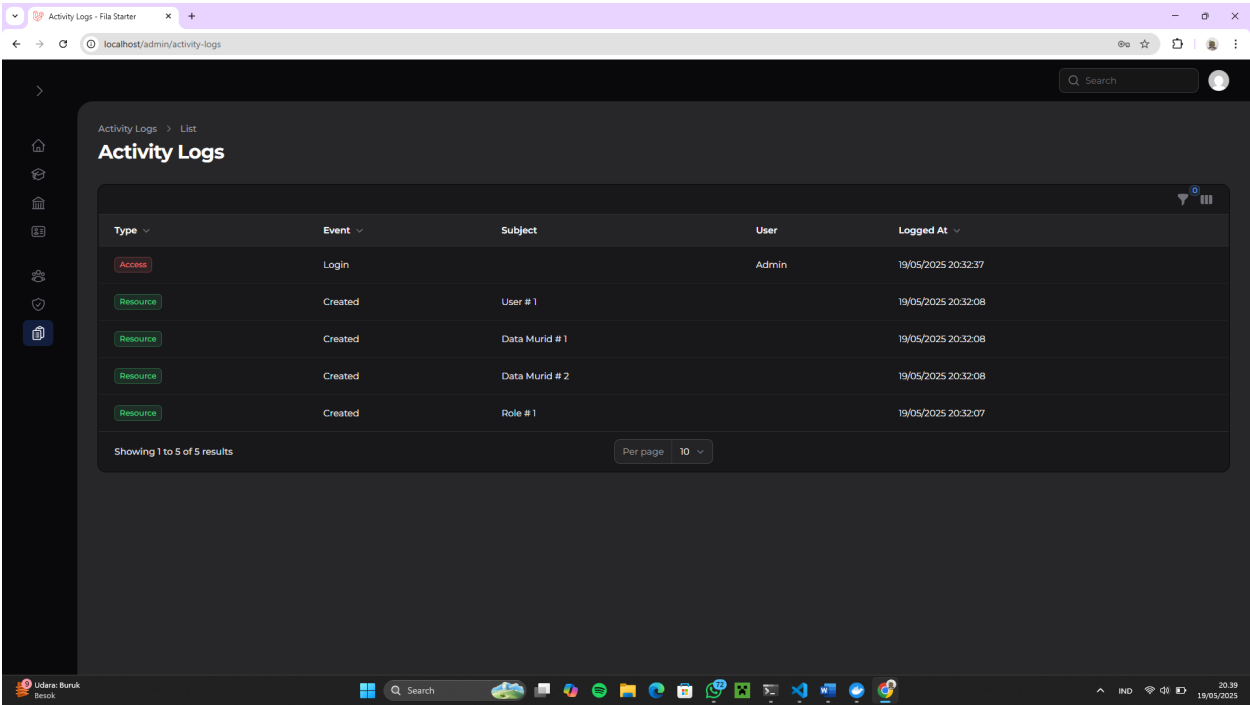 Activity Logs - Fila Starter
localhost/admin/activity-logs
Search
Activity Logs > List
Activity Logs
0
Type Event Subject User Logged At
Access Login Admin 19/05/2025 20:32:37
Resource Created User # 1 19/05/2025 20:32:08
Resource Created Data Murid # 1 19/05/2025 20:32:08
Resource Created Data Murid # 2 19/05/2025 20:32:08
Resource Created Role # 1 19/05/2025 20:32:07
Showing 1 to 5 of 5 results Per page 10
9 Udara: Buruk
Besok
Search
72
IND
20.39
19/05/2025